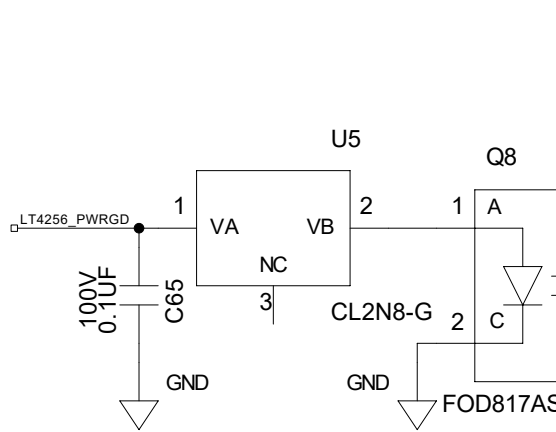 U5
Q8
LT4256_PWRGD
1
VA
VB
2
1
A
NC
3
100V
0.1UF
C65
CL2N8-G
2
C
GND
GND
FOD817AS